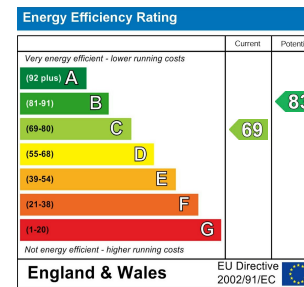 Energy Efficiency Rating
Current Potenti
Very energy efficient - lower running costs
(92 plus) A
(81-91) B 83
(69-80) C 69
(55-68) D
(39-54) E
(21-38) F
(1-20) G
Not energy efficient - higher running costs
England & Wales
EU Directive
2002/91/EC